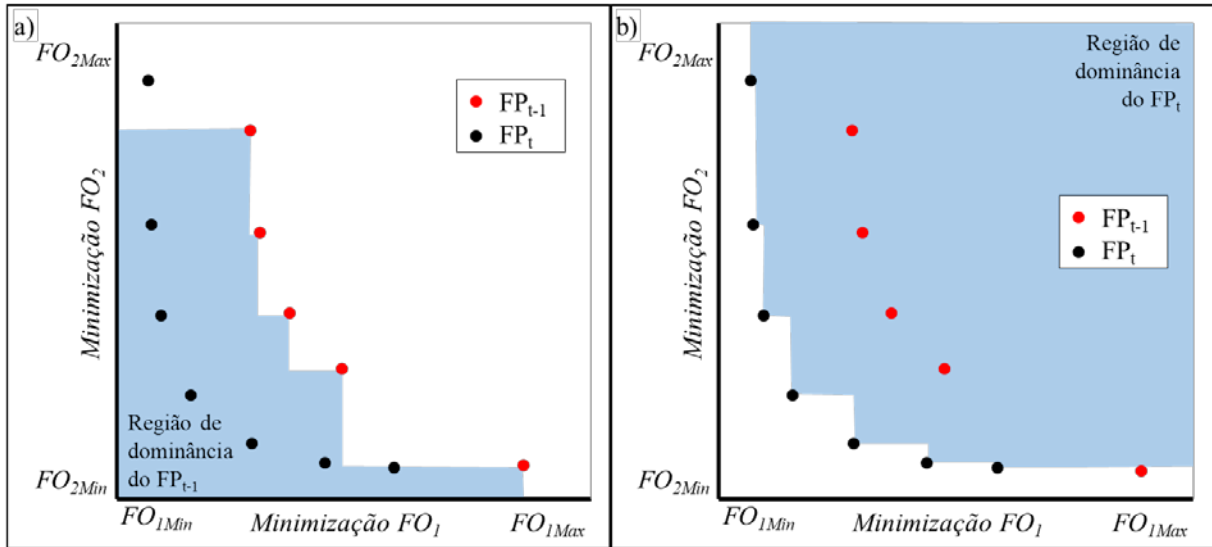 a)
FO2Max
Minimização FO2
FPt-1
FPt
Região de
dominância
do FPt-1
FO2Min
FO1Min
Minimização FO1
FO1Max
b)
FO2Max
Minimização FO2
Região de
dominância
do FPt
FPt-1
FPt
FO2Min
FO1Min
Minimização FO1
FO1Max